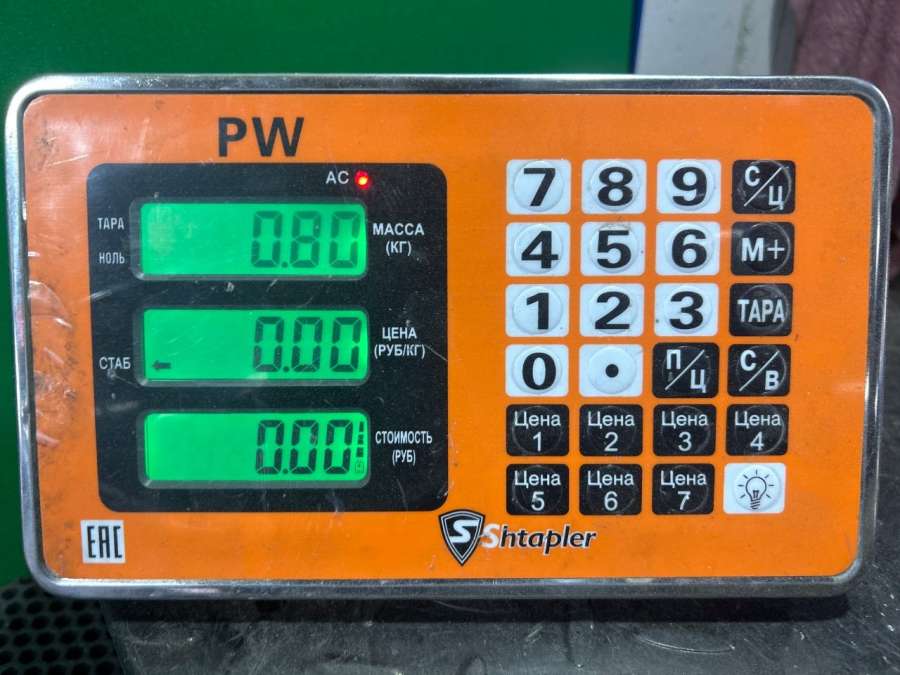 PW
AC
ТАРА
НОЛЬ
0.80
МАССА
(КГ)
СТАБ
0.00
ЦЕНА
(РУБ/КГ)
0.00
СТОИМОСТЬ
(РУБ)
7 8 9 С/Ц
4 5 6 М+
1 2 3 ТАРА
0 • П/Ц С/В
Цена 1 Цена 2 Цена 3 Цена 4
Цена 5 Цена 6 Цена 7
EAC
S Shtapler